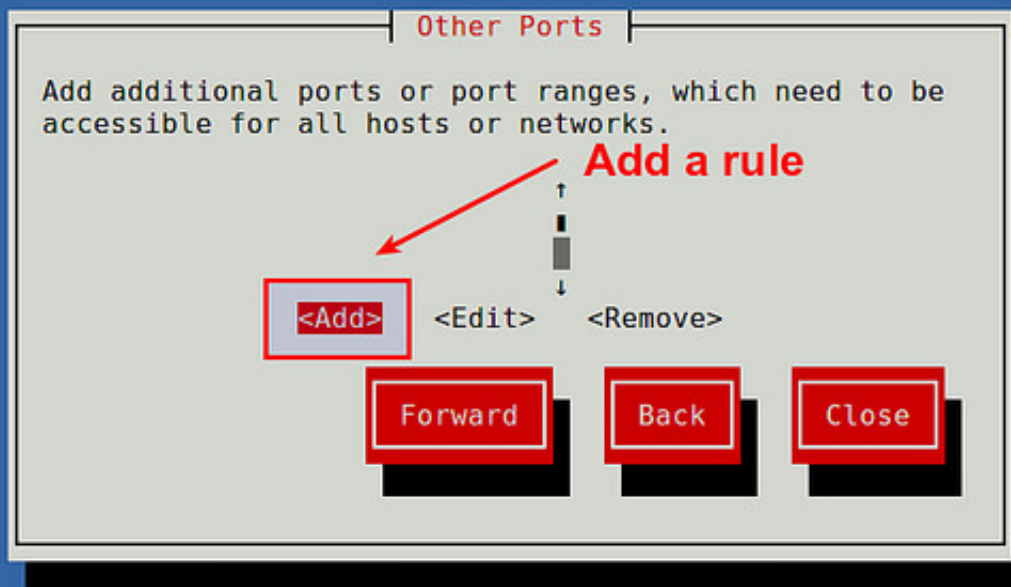 Other Ports
Add additional ports or port ranges, which need to be
accessible for all hosts or networks.
Add a rule
↑
↓
<Add> <Edit> <Remove>
Forward Back Close